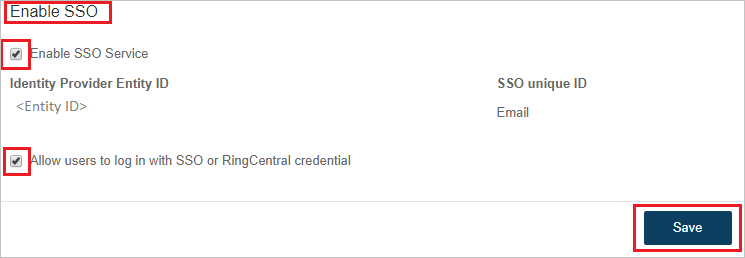 Enable SSO
Enable SSO Service
Identity Provider Entity ID
SSO unique ID
<Entity ID>
Email
Allow users to log in with SSO or RingCentral credential
Save